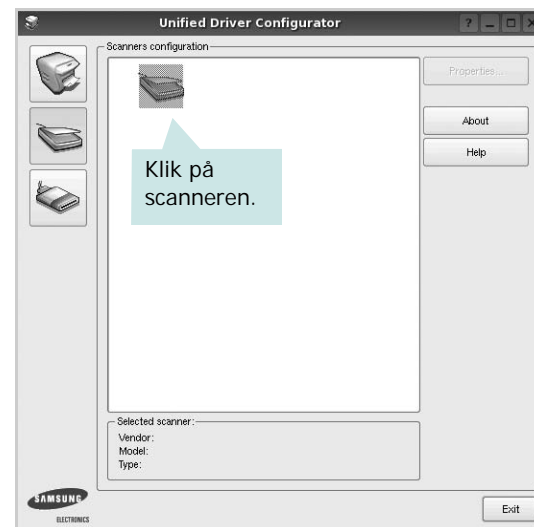 Unified Driver Configurator
Scanners configuration
Properties...
About
Help
Klik på
scanneren.
Selected scanner:
Vendor:
Model:
Type:
SAMSUNG
ELECTRONICS
Exit